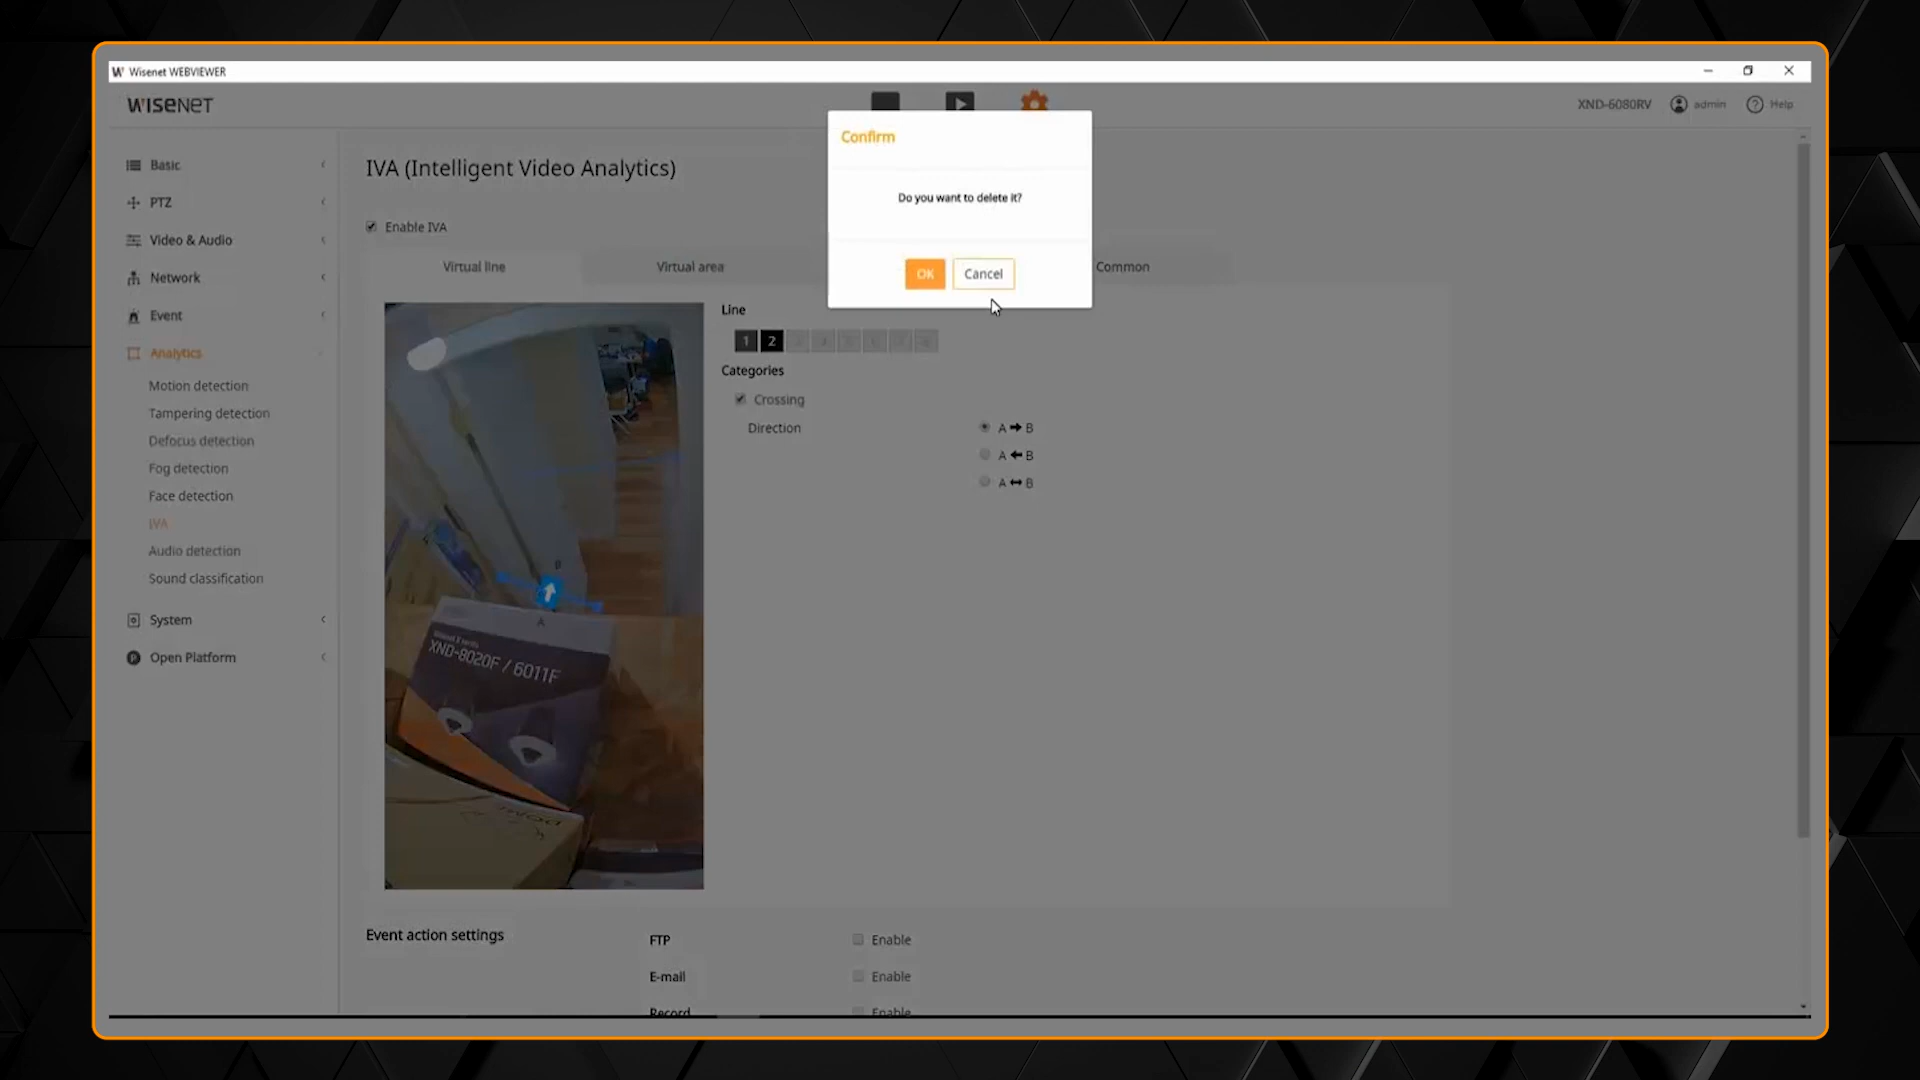 Wisenet WEBVIEWER
WISENET
XND-6080RV
admin
Help
Confirm
Do you want to delete it?
OK
Cancel
Basic
PTZ
Video & Audio
Network
Event
Analytics
Motion detection
Tampering detection
Defocus detection
Fog detection
Face detection
IVA
Audio detection
Sound classification
System
Open Platform
IVA (Intelligent Video Analytics)
Enable IVA
Virtual line
Virtual area
Common
Line
1 2
Categories
Crossing
Direction
A B
A B
A B
B
A
XND-8020F / 6011F
Event action settings
FTP
Enable
E-mail
Enable
Record
Enable